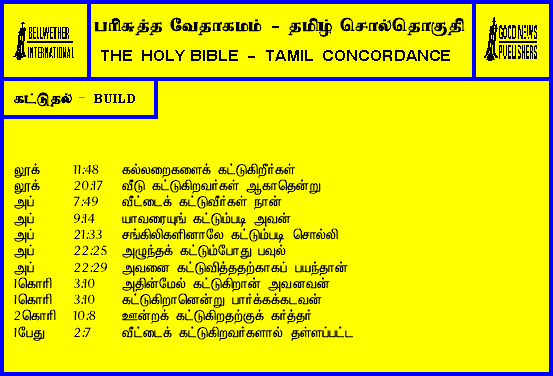 BELLWETHER
INTERNATIONAL
பரிசுத்த வேதாகமம் - தமிழ் சொல்தொகுதி
THE HOLY BIBLE - TAMIL CONCORDANCE
GOOD NEWS
PUBLISHERS
கட்டுதல் - BUILD
லூக் 11:48 கல்லறைகளைக் கட்டுகிறீர்கள்
லூக் 20:17 வீடு கட்டுகிறவர்கள் ஆகாதென்று
அப் 7:49 வீட்டைக் கட்டுவீர்கள் நான்
அப் 9:14 யாவரையுங் கட்டும்படி அவன்
அப் 21:33 சங்கிலிகளினாலே கட்டும்படி சொல்லி
அப் 22:25 அழுந்தக் கட்டும்போது பவுல்
அப் 22:29 அவனை கட்டுவித்ததற்காகப் பயந்தான்
1கொரி 3:10 அதின்மேல் கட்டுகிறான் அவனவன்
1கொரி 3:10 கட்டுகிறானென்று பார்க்கக்கடவன்
2கொரி 10:8 ஊன்றக் கட்டுகிறதற்குக் கர்த்தர்
1பேது 2:7 வீட்டைக் கட்டுகிறவர்களால் தள்ளப்பட்ட